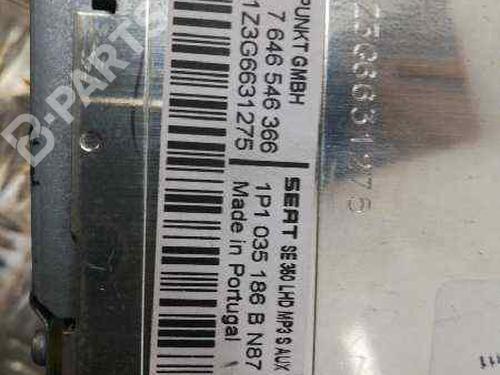 PUNKT GMBH
7 646 546 366
1Z3G6631275
SEAT SE 360 LHD MP3 S AUX
1P1 035 186 B N87
Made in Portugal
Z5G6631275
B-PARTS